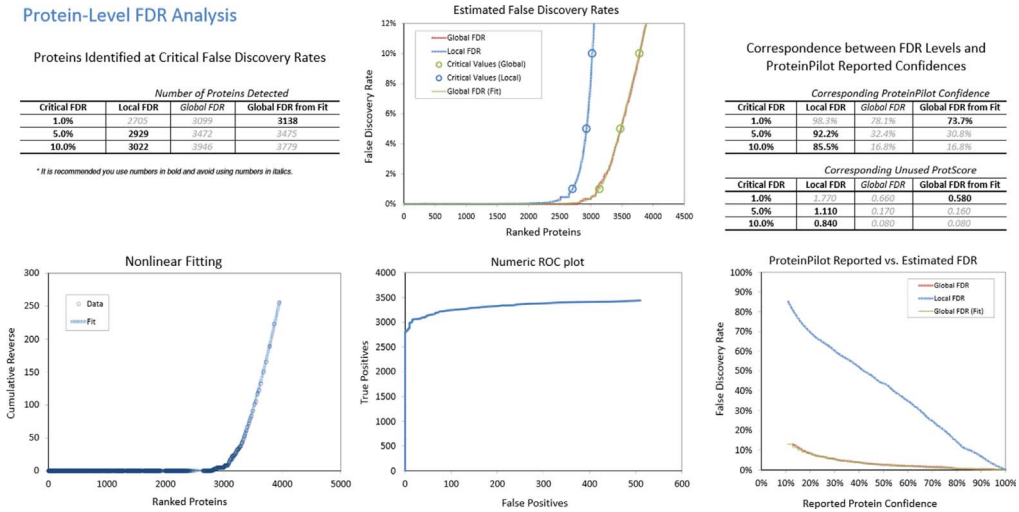 Protein-Level FDR Analysis
Proteins Identified at Critical False Discovery Rates
Number of Proteins Detected
Critical FDR Local FDR Global FDR Global FDR from Fit
1.0% 2705 3099 3138
5.0% 2929 3472 3475
10.0% 3022 3946 3779
* It is recommended you use numbers in bold and avoid using numbers in italics.
Estimated False Discovery Rates
False Discovery Rate
12%
10%
8%
6%
4%
2%
0%
Global FDR
Local FDR
Critical Values (Global)
Critical Values (Local)
Global FDR (Fit)
0 500 1000 1500 2000 2500 3000 3500 4000 4500
Ranked Proteins
Correspondence between FDR Levels and
ProteinPilot Reported Confidences
Corresponding ProteinPilot Confidence
Critical FDR Local FDR Global FDR Global FDR from Fit
1.0% 98.3% 78.1% 73.7%
5.0% 92.2% 32.4% 30.8%
10.0% 85.5% 16.8% 16.8%
Corresponding Unused ProtScore
Critical FDR Local FDR Global FDR Global FDR from Fit
1.0% 1.770 0.660 0.580
5.0% 1.110 0.170 0.160
10.0% 0.840 0.080 0.080
Nonlinear Fitting
Cumulative Reverse
300
250
200
150
100
50
0
Data
Fit
0 1000 2000 3000 4000 5000
Ranked Proteins
Numeric ROC plot
True Positives
4000
3500
3000
2500
2000
1500
1000
500
0
0 100 200 300 400 500 600
False Positives
ProteinPilot Reported vs. Estimated FDR
False Discovery Rate
100%
90%
80%
70%
60%
50%
40%
30%
20%
10%
0%
Global FDR
Local FDR
Global FDR (Fit)
0% 10% 20% 30% 40% 50% 60% 70% 80% 90% 100%
Reported Protein Confidence